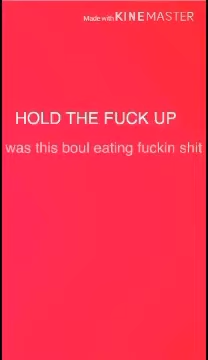 Made with KINEMASTER
HOLD THE FUCK UP
was this boul eating fuckin shit